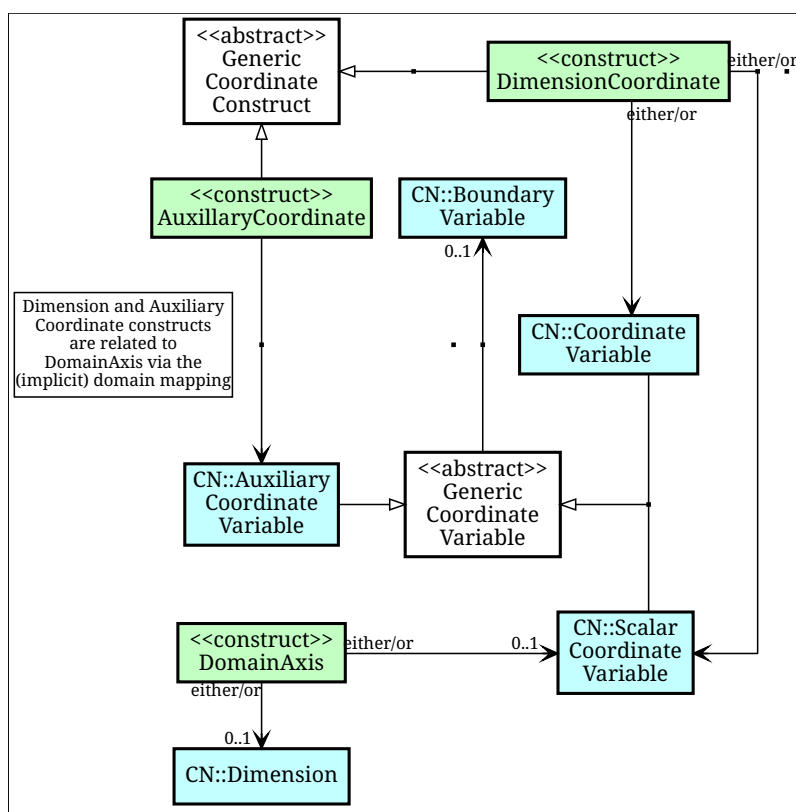 <<abstract>>
Generic
Coordinate
Construct
<<construct>>
DimensionCoordinate
either/or
either/or
<<construct>>
AuxillaryCoordinate
CN::Boundary
Variable
0..1
Dimension and Auxiliary
Coordinate constructs
are related to
DomainAxis via the
(implicit) domain mapping
CN::Coordinate
Variable
CN::Auxiliary
Coordinate
Variable
<<abstract>>
Generic
Coordinate
Variable
<<construct>>
DomainAxis
either/or
0..1
either/or
CN::Scalar
Coordinate
Variable
0..1
CN::Dimension